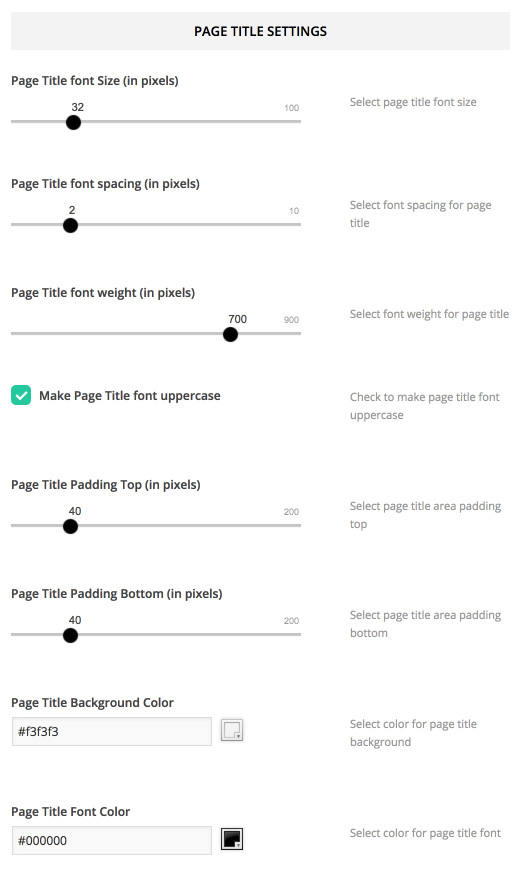 PAGE TITLE SETTINGS
Page Title font Size (in pixels)
32
100
Select page title font size
Page Title font spacing (in pixels)
2
10
Select font spacing for page
title
Page Title font weight (in pixels)
700
900
Select font weight for page title
Make Page Title font uppercase
Check to make page title font
uppercase
Page Title Padding Top (in pixels)
40
200
Select page title area padding
top
Page Title Padding Bottom (in pixels)
40
200
Select page title area padding
bottom
Page Title Background Color
#f3f3f3
Select color for page title
background
Page Title Font Color
#000000
Select color for page title font